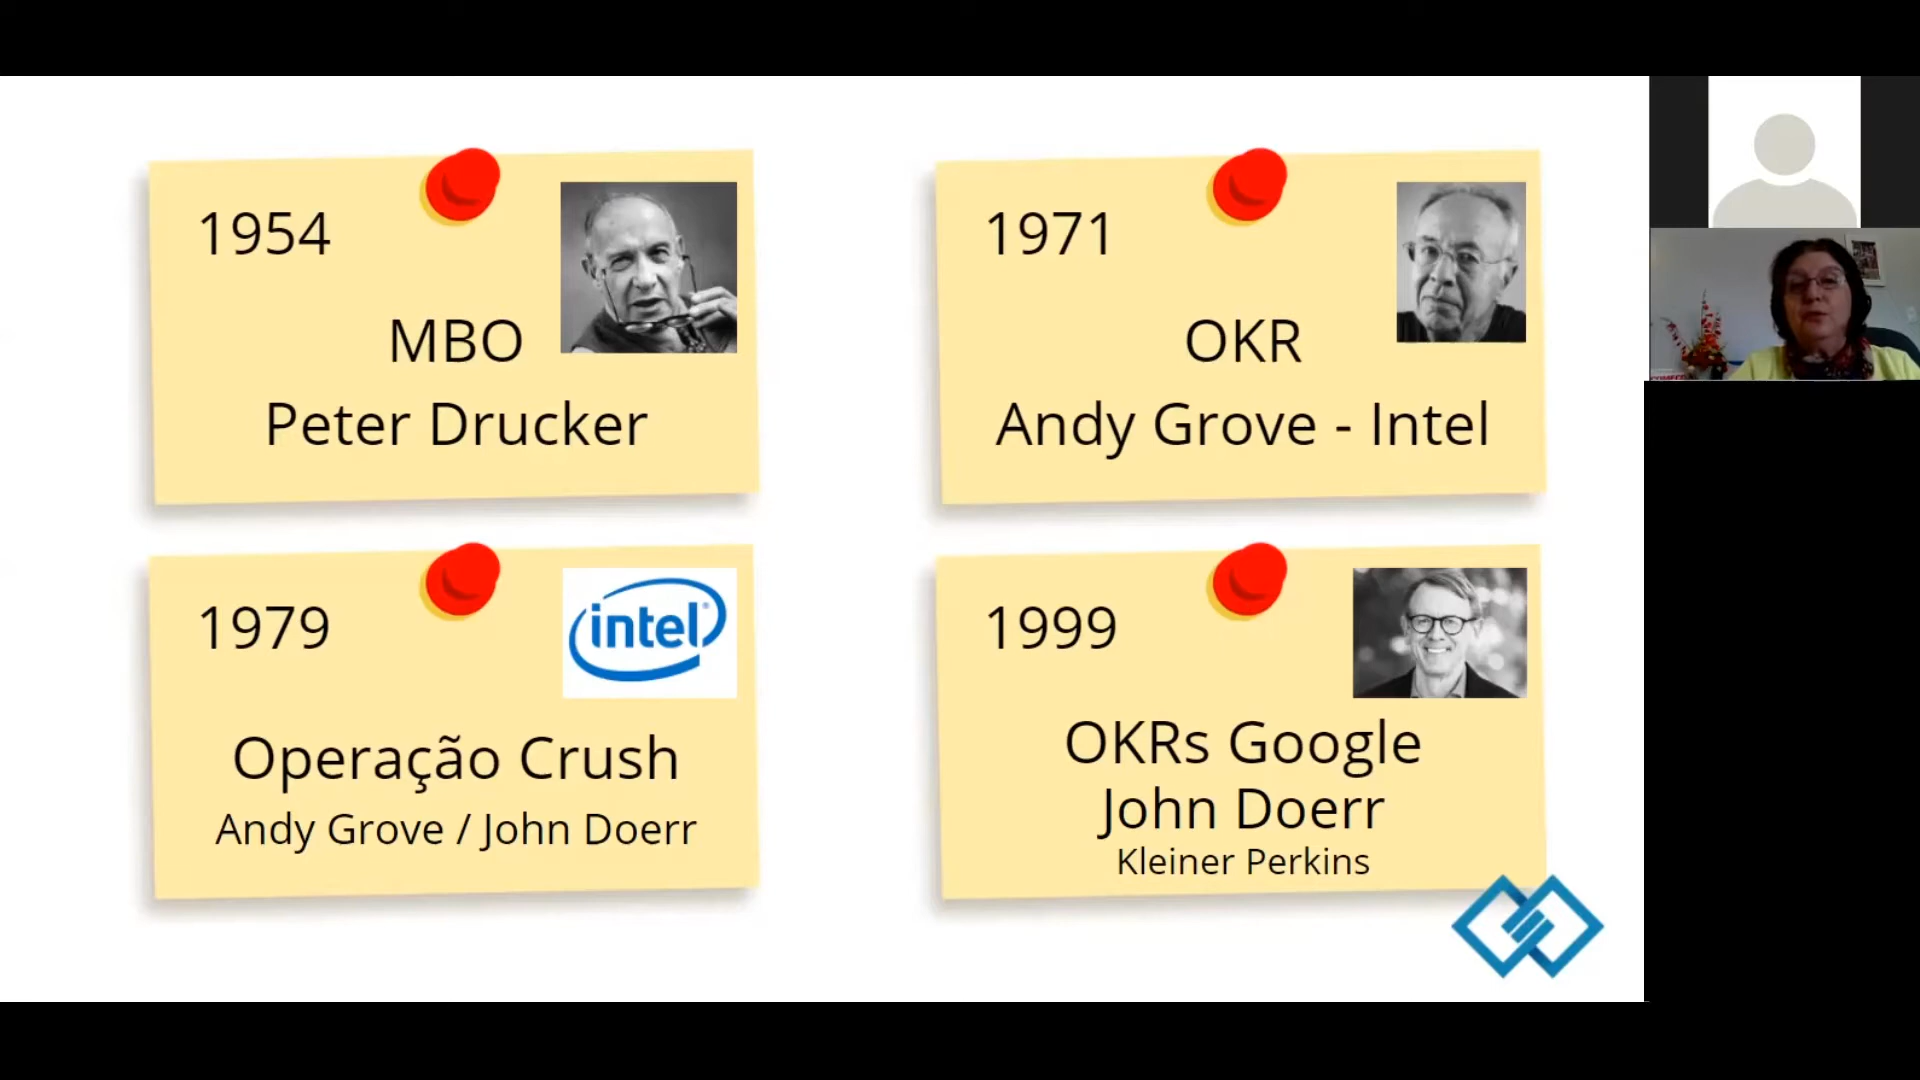 1954
MBO
Peter Drucker
1971
OKR
Andy Grove - Intel
1979
intel
Operação Crush
Andy Grove / John Doerr
1999
OKRs Google
John Doerr
Kleiner Perkins